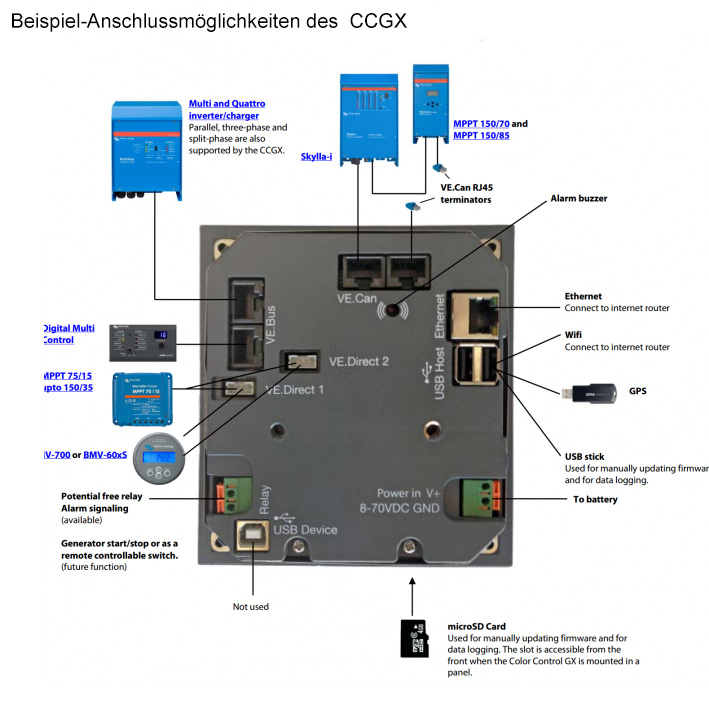 Beispiel-Anschlussmöglichkeiten des CCGX
Multi and Quattro
inverter/charger
Parallel, three-phase and
split-phase are also
supported by the CCGX.
Skylla-i
MPPT 150/70 and
MPPT 150/85
VE.Can RJ45
terminators
Alarm buzzer
VE.Can
VE.Bus
Ethernet
Ethernet
Connect to internet router
Wifi
Connect to internet router
USB Host
GPS
Digital Multi
Control
VE.Direct 2
VE.Direct 1
MPPT 75/15
upto 150/35
MPPT 70 | 15
V-700 or BMV-60xS
USB stick
Used for manually updating firmwar
and for data logging.
Potential free relay
Alarm signaling
(available)
Relay
Power in V+
8-70VDC GND
To battery
Generator start/stop or as a
remote controllable switch.
(future function)
USB Device
Not used
microSD Card
Used for manually updating firmware and for
data logging. The slot is accessible from the
front when the Color Control GX is mounted in a
panel.